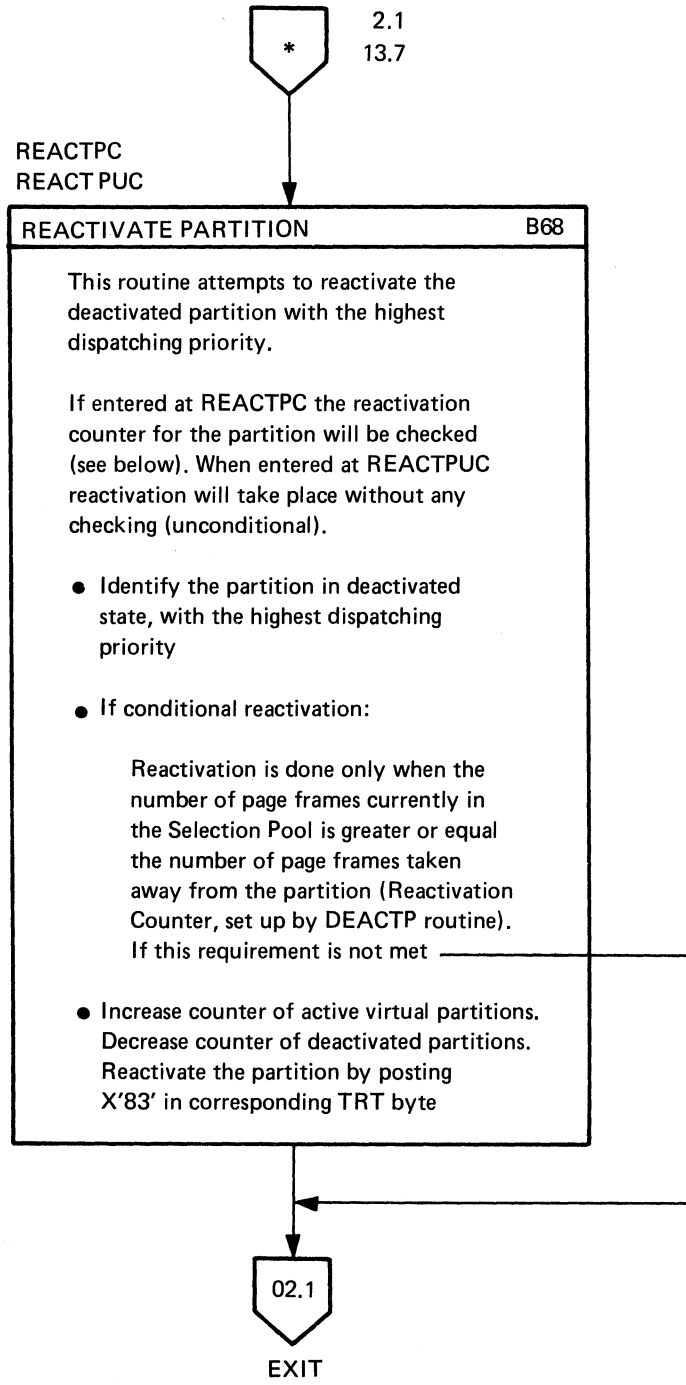 2.1
*
13.7
REACTPC
REACT PUC
REACTIVATE PARTITION B68
This routine attempts to reactivate the
deactivated partition with the highest
dispatching priority.
If entered at REACTPC the reactivation
counter for the partition will be checked
(see below). When entered at REACTPUC
reactivation will take place without any
checking (unconditional).
● Identify the partition in deactivated
state, with the highest dispatching
priority
● If conditional reactivation:
Reactivation is done only when the
number of page frames currently in
the Selection Pool is greater or equal
the number of page frames taken
away from the partition (Reactivation
Counter, set up by DEACTP routine).
If this requirement is not met
● Increase counter of active virtual partitions.
Decrease counter of deactivated partitions.
Reactivate the partition by posting
X'83' in corresponding TRT byte
02.1
EXIT